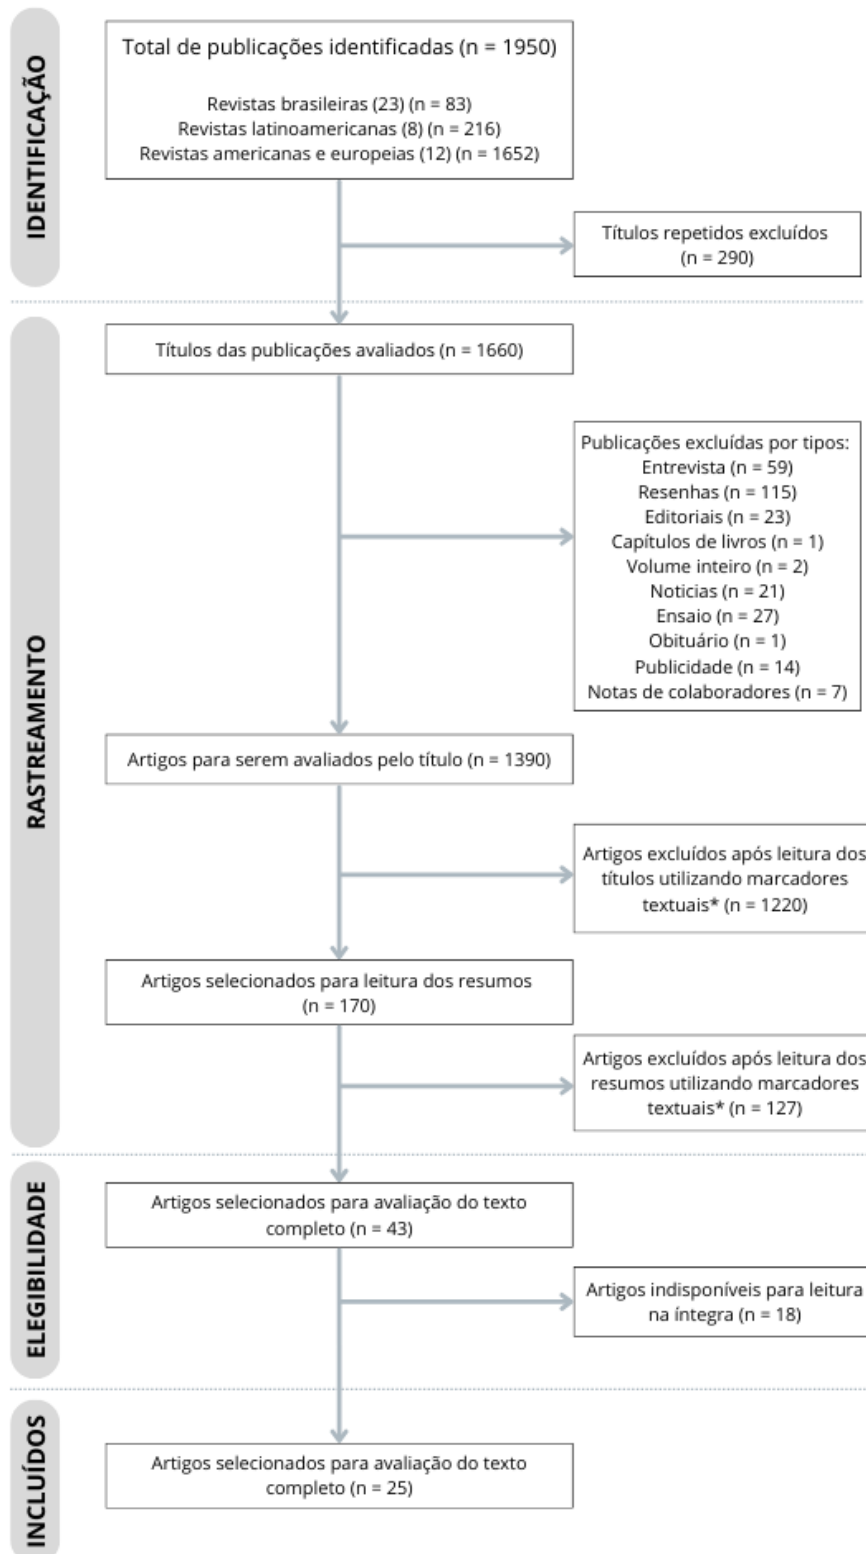 IDENTIFICAÇÃO
Total de publicações identificadas (n = 1950)
Revistas brasileiras (23) (n = 83)
Revistas latinoamericanas (8) (n = 216)
Revistas americanas e europeias (12) (n = 1652)
Títulos repetidos excluídos
(n = 290)
RASTREAMENTO
Títulos das publicações avaliados (n = 1660)
Publicações excluídas por tipos:
Entrevista (n = 59)
Resenhas (n = 115)
Editoriais (n = 23)
Capítulos de livros (n = 1)
Volume inteiro (n = 2)
Noticias (n = 21)
Ensaio (n = 27)
Obituário (n = 1)
Publicidade (n = 14)
Notas de colaboradores (n = 7)
Artigos para serem avaliados pelo título (n = 1390)
Artigos excluídos após leitura dos
títulos utilizando marcadores
textuais* (n = 1220)
Artigos selecionados para leitura dos resumos
(n = 170)
Artigos excluídos após leitura dos
resumos utilizando marcadores
textuais* (n = 127)
ELEGIBILIDADE
Artigos selecionados para avaliação do texto
completo (n = 43)
Artigos indisponíveis para leitura
na íntegra (n = 18)
INCLUÍDOS
Artigos selecionados para avaliação do texto
completo (n = 25)